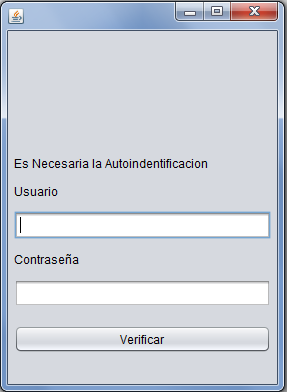 Es Necesaria la Autoindentificacion
Usuario
Contraseña
Verificar